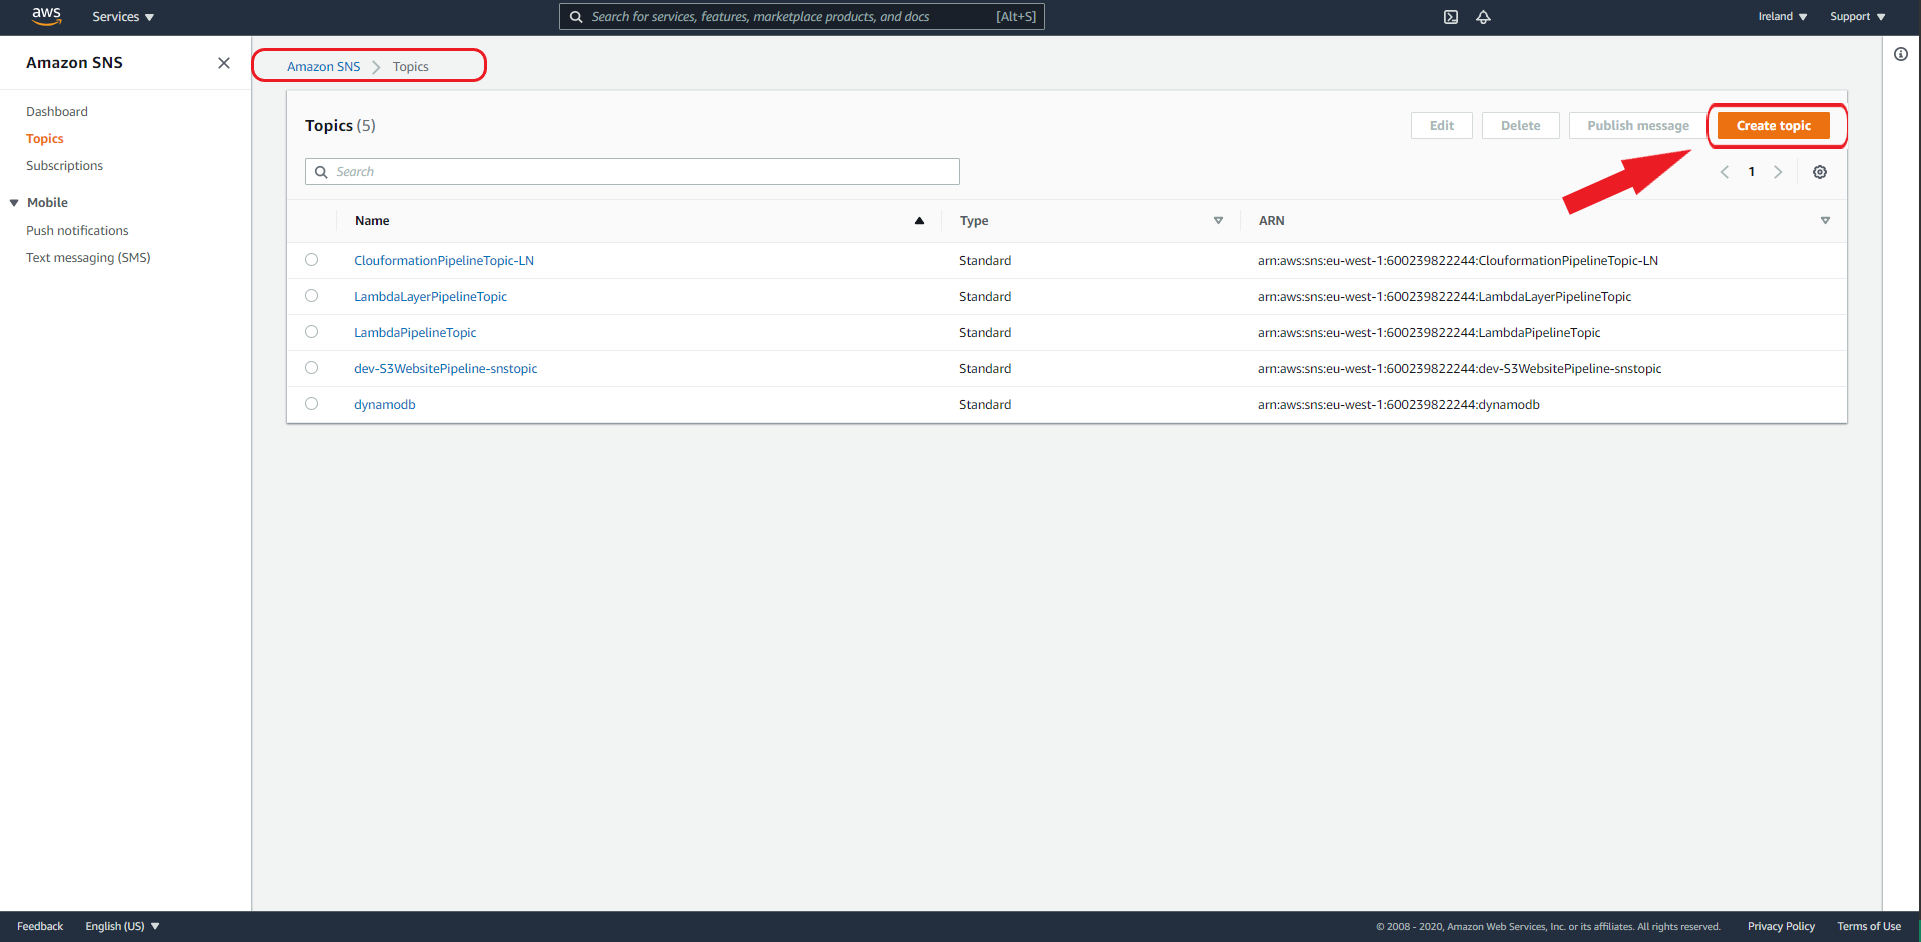 aws Services Search for services, features, marketplace products, and docs [Alt+S] Ireland Support
Amazon SNS
Dashboard
Topics
Subscriptions
Mobile
Push notifications
Text messaging (SMS)
Amazon SNS Topics
Topics (5) Edit Delete Publish message Create topic
Search 1
Name Type ARN
ClouformationPipelineTopic-LN Standard arn:aws:sns:eu-west-1:600239822244:ClouformationPipelineTopic-LN
LambdaLayerPipelineTopic Standard arn:aws:sns:eu-west-1:600239822244:LambdaLayerPipelineTopic
LambdaPipelineTopic Standard arn:aws:sns:eu-west-1:600239822244:LambdaPipelineTopic
dev-S3WebsitePipeline-snstopic Standard arn:aws:sns:eu-west-1:600239822244:dev-S3WebsitePipeline-snstopic
dynamodb Standard arn:aws:sns:eu-west-1:600239822244:dynamodb
Feedback English (US) © 2008 - 2020, Amazon Web Services, Inc. or its affiliates. All rights reserved. Privacy Policy Terms of Use